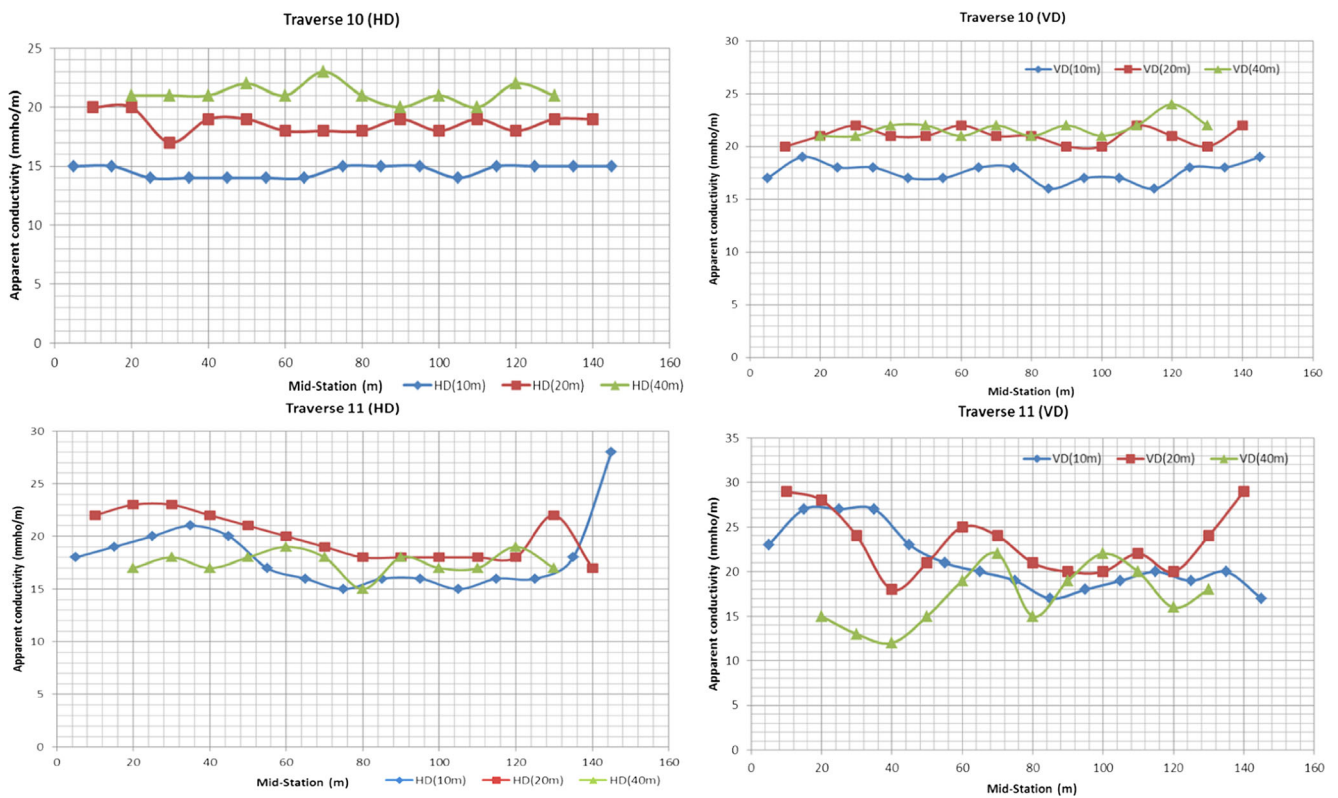 Traverse 10 (HD)
Apparent conductivity (mmho/m)
25
20
15
10
5
0
0 20 40 60 80 100 120 140 160
Mid-Station (m) HD(10m) HD(20m) HD(40m)
Traverse 10 (VD)
VD(10m) VD(20m) VD(40m)
Apparent conductivity (mmho/m)
30
25
20
15
10
5
0
0 20 40 60 80 100 120 140 160
Mid-Station (m)
Traverse 11 (HD)
Apparent conductivity (mmho/m)
30
25
20
15
10
5
0
0 20 40 60 80 100 120 140 160
Mid-Station (m) HD(10m) HD(20m) HD(40m)
Traverse 11 (VD)
VD(10m) VD(20m) VD(40m)
Apparent conductivity (mmho/m)
35
30
25
20
15
10
5
0
0 20 40 60 80 100 120 140 160
Mid-Station (m)